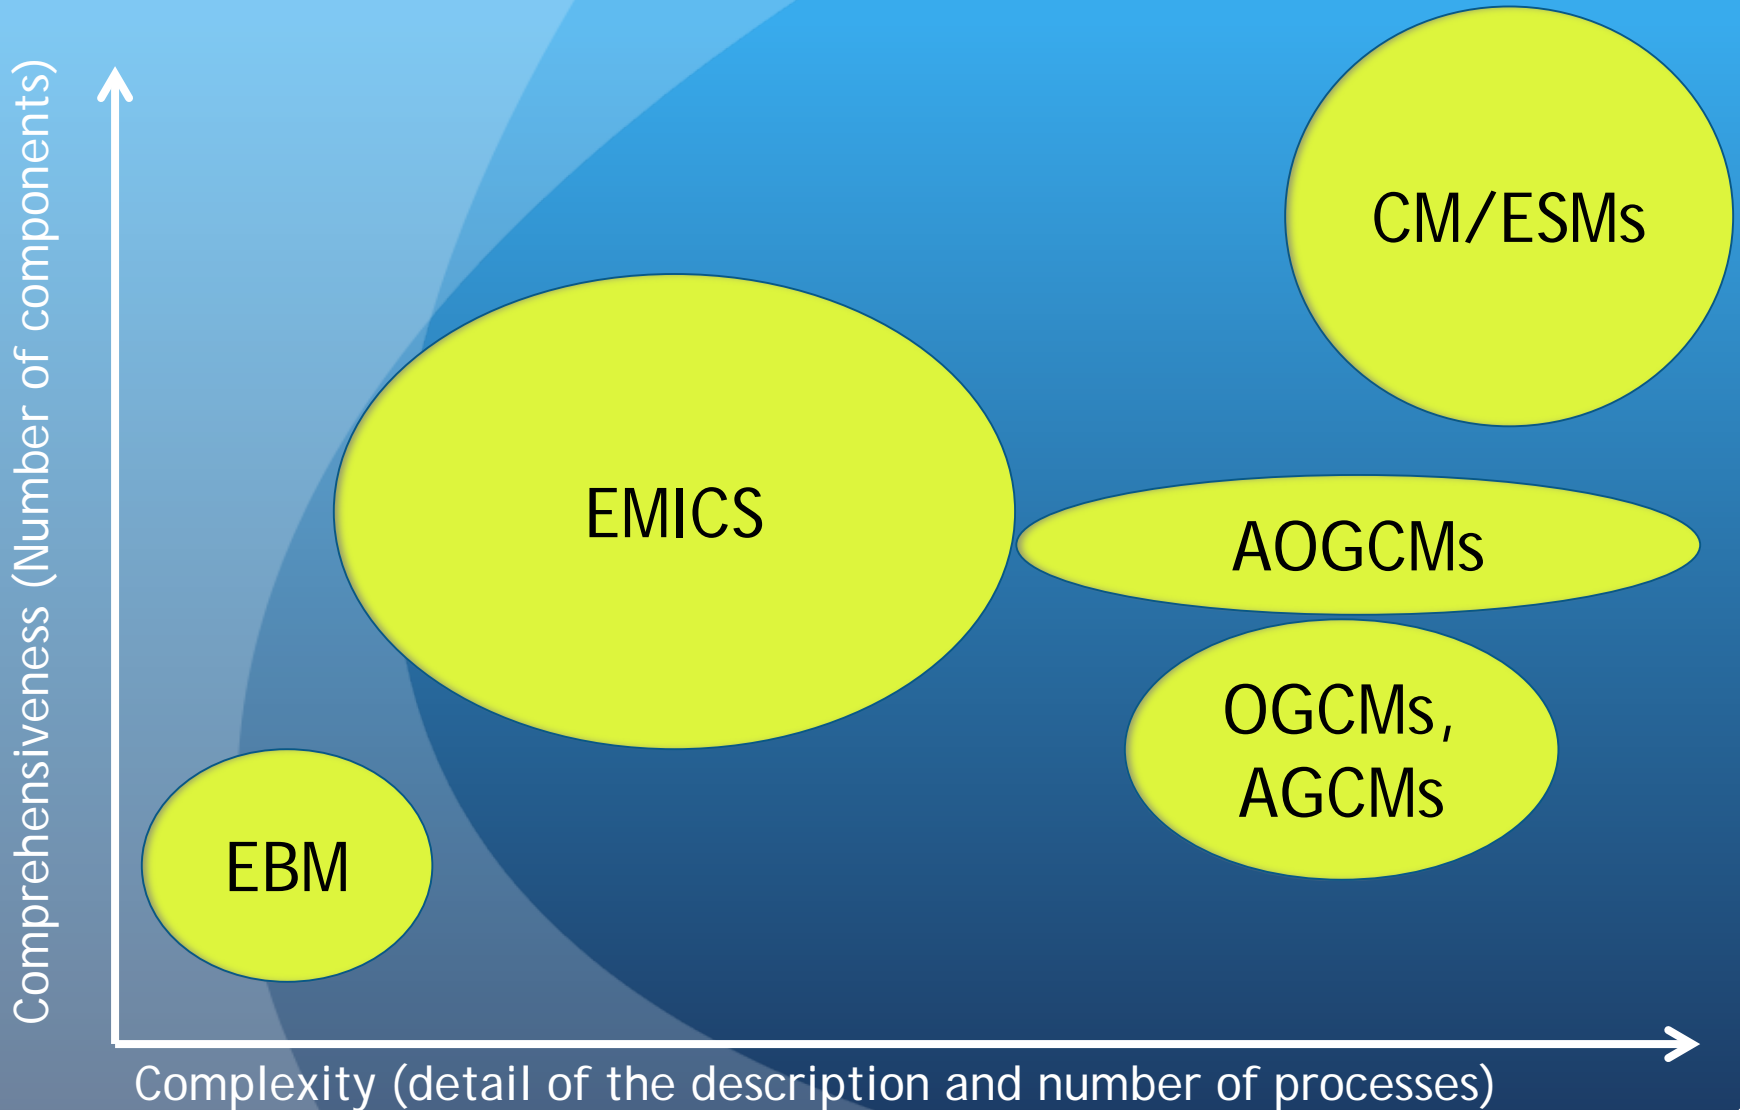 Comprehensiveness (Number of components)
CM/ESMs
EMICS
AOGCMs
OGCMs,
AGCMs
EBM
Complexity (detail of the description and number of processes)